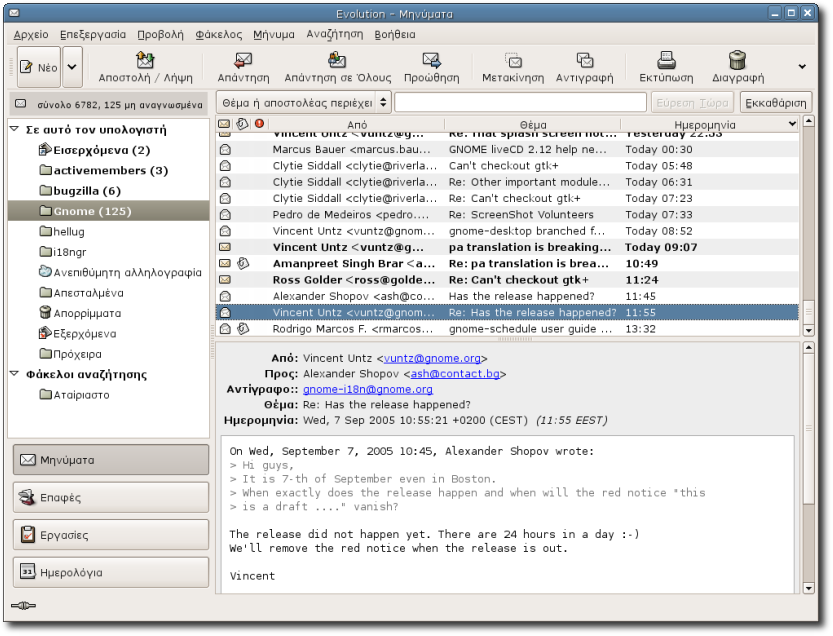 Evolution - Μηνύματα
Αρχείο Επεξεργασία Προβολή Φάκελος Μήνυμα Αναζήτηση Βοήθεια
Νέο Αποστολή / Λήψη Απάντηση Απάντηση σε Όλους Προώθηση Μετακίνηση Αντιγραφή Εκτύπωση Διαγραφή
σύνολο 6782, 125 μη αναγνωσμένα
Θέμα ή αποστολέας περιέχει Εύρεση Τώρα Εκκαθάριση
Σε αυτό τον υπολογιστή
Εισερχόμενα (2)
activemembers (3)
bugzilla (6)
Gnome (125)
hellug
i18ngr
Ανεπιθύμητη αλληλογραφία
Απεσταλμένα
Απορρίμματα
Εξερχόμενα
Πρόχειρα
Φάκελοι αναζήτησης
Αταίριαστο
Μηνύματα
Επαφές
Εργασίες
31 Ημερολόγια
Από Θέμα Ημερομηνία
Vincent Untz <vuntz@g... Re: That splash screen not... Yesterday 22:53
Marcus Bauer <marcus.bau... GNOME liveCD 2.12 help ne... Today 00:30
Clytie Siddall <clytie@riverla... Can't checkout gtk+ Today 05:48
Clytie Siddall <clytie@riverla... Re: Other important module... Today 06:31
Clytie Siddall <clytie@riverla... Re: Can't checkout gtk+ Today 07:23
Pedro de Medeiros <pedro.... Re: ScreenShot Volunteers Today 07:33
Vincent Untz <vuntz@gnom... gnome-desktop branched f... Today 08:52
Vincent Untz <vuntz@g... pa translation is breaking... Today 09:07
Amanpreet Singh Brar <a... Re: pa translation is brea... 10:49
Ross Golder <ross@golde... Re: Can't checkout gtk+ 11:24
Alexander Shopov <ash@co... Has the release happened? 11:45
Vincent Untz <vuntz@gnom... Re: Has the release happened? 11:55
Rodrigo Marcos F. <rmarcos... gnome-schedule user guide ... 13:32
Από: Vincent Untz <vuntz@gnome.org>
Προς: Alexander Shopov <ash@contact.bg>
Αντίγραφο:: gnome-i18n@gnome.org
Θέμα: Re: Has the release happened?
Ημερομηνία: Wed, 7 Sep 2005 10:55:21 +0200 (CEST) (11:55 EEST)
On Wed, September 7, 2005 10:45, Alexander Shopov wrote:
> Hi guys,
> It is 7-th of September even in Boston.
> When exactly does the release happen and when will the red notice "this
> is a draft ...." vanish?
The release did not happen yet. There are 24 hours in a day :-)
We'll remove the red notice when the release is out.
Vincent